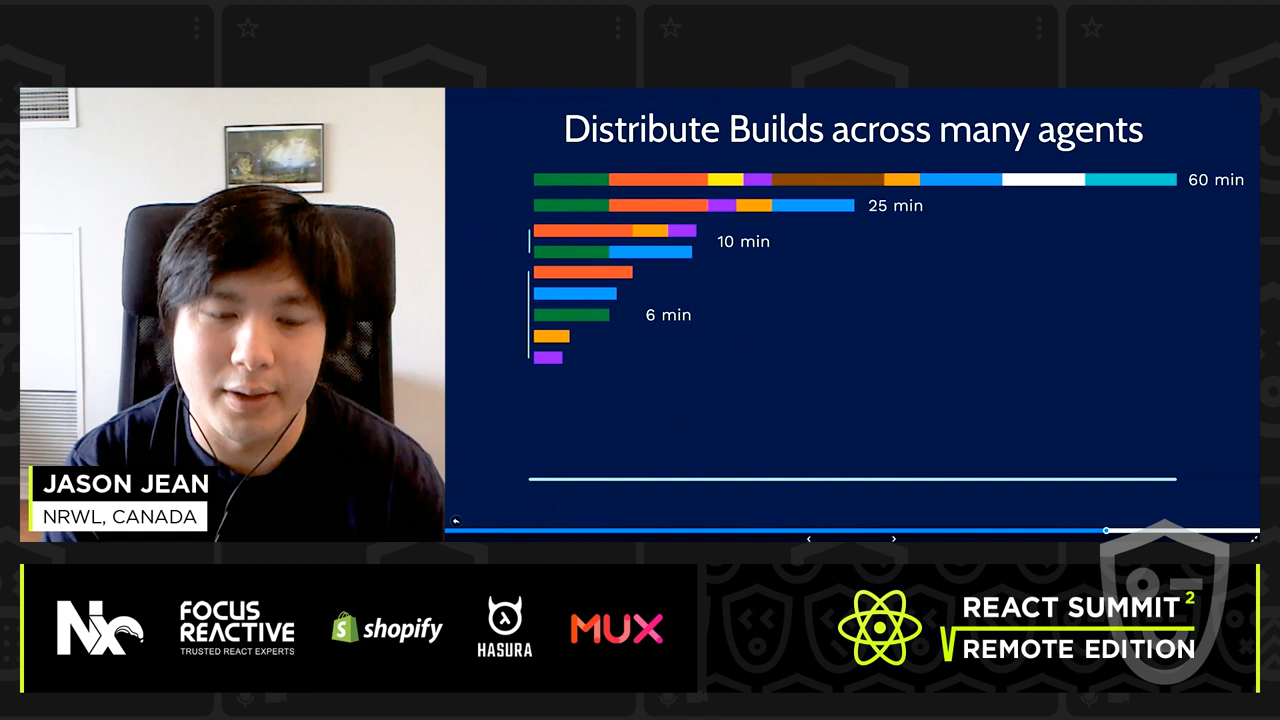 Distribute Builds across many agents
60 min
25 min
10 min
6 min
JASON JEAN
NRWL, CANADA
Nx
FOCUS
REACTIVE
TRUSTED REACT EXPERTS
shopify
HASURA
MUX
REACT SUMMIT 2
REMOTE EDITION